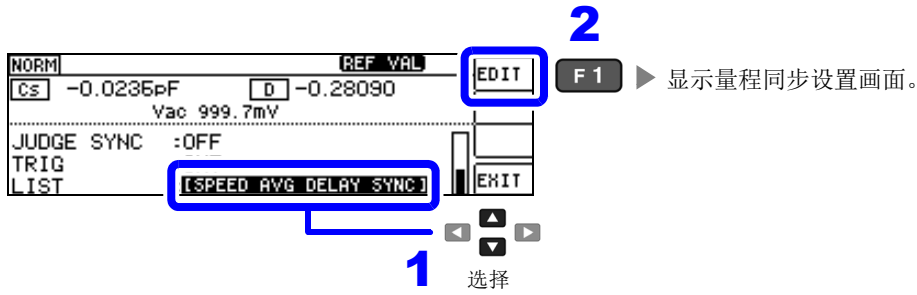 2
NORM REF VAL EDIT
Cs -0.0235pF D -0.28090
Vac 999.7mV
F1 ▶ 显示量程同步设置画面。
JUDGE SYNC :OFF
TRIG
LIST [SPEED AVG DELAY SYNC] EXIT
1
选择